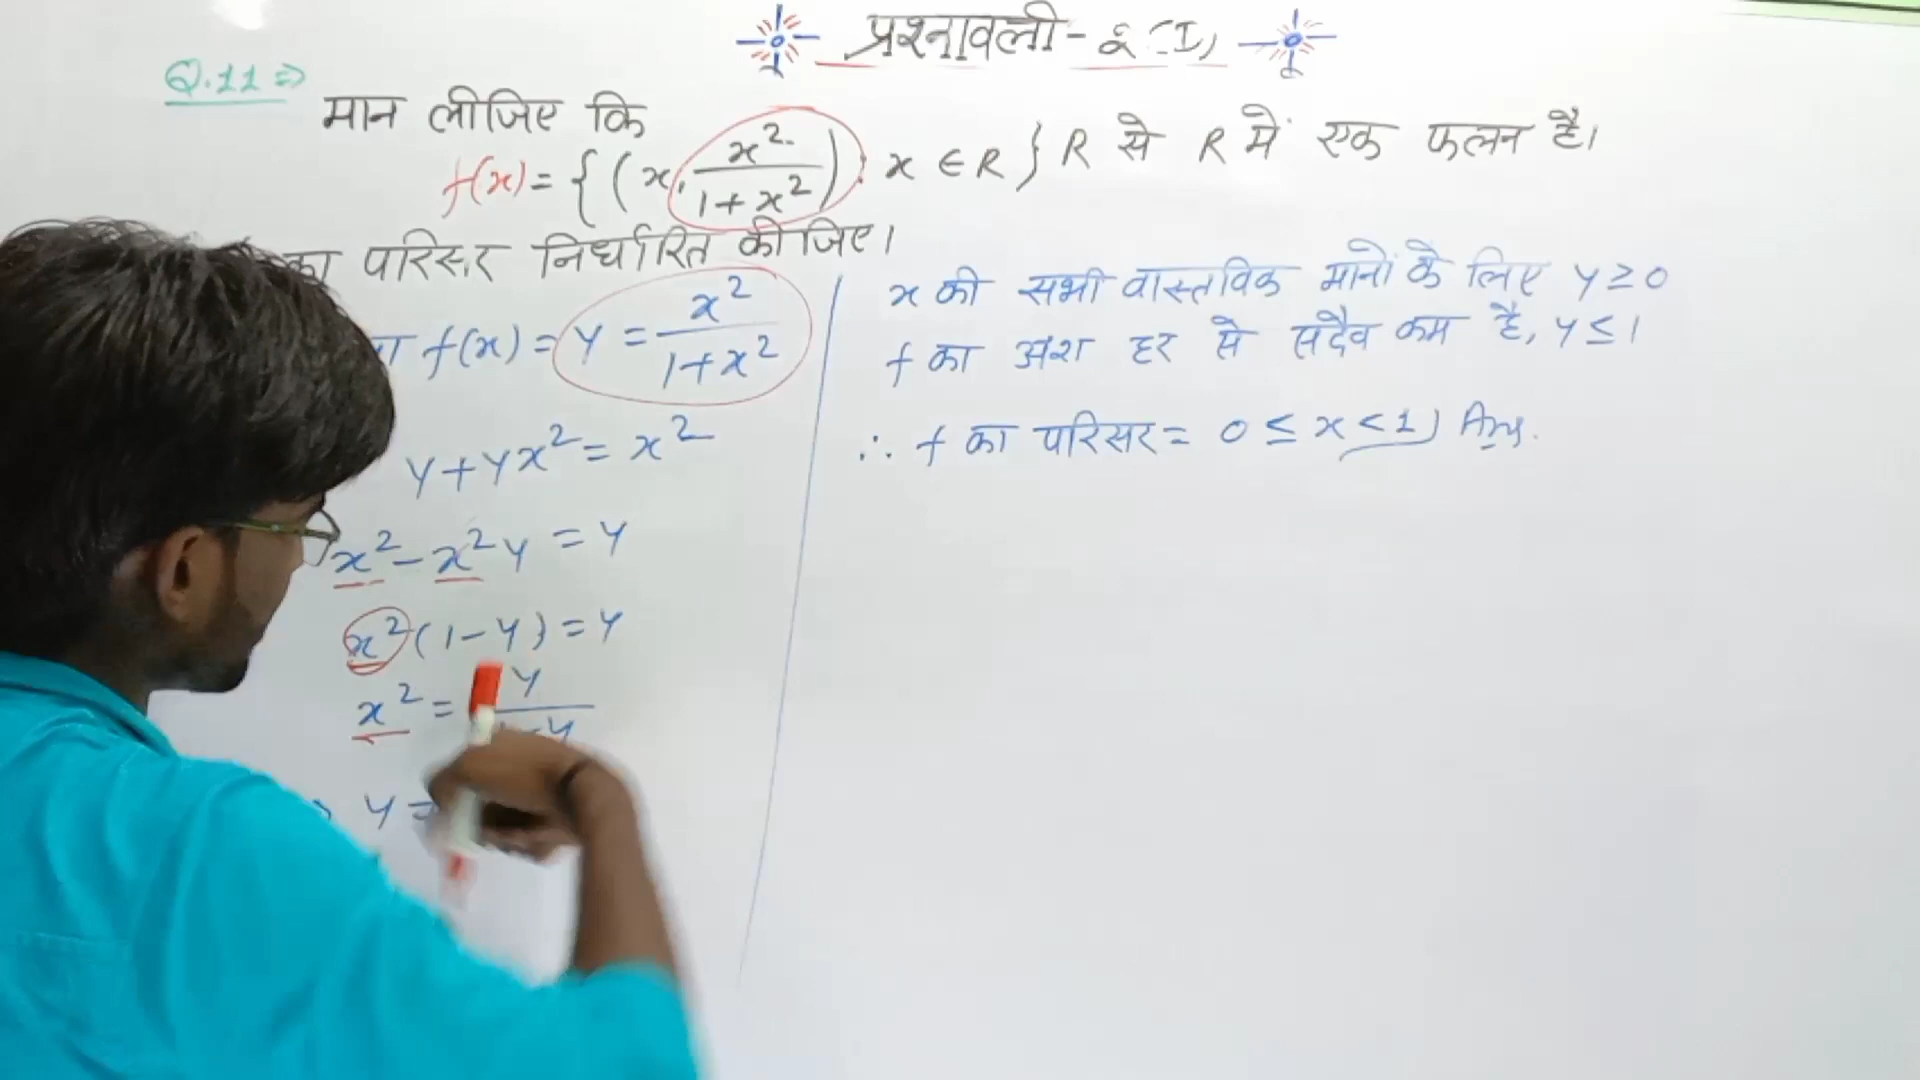 प्रश्नावली-2 (I)
Q.11⇒
मान लीजिए कि
f(x) = { (x, x²/1+x²) : x ∈ R } R से R में एक फलन है।
का परिसर निर्धारित कीजिए।
f(x) = y = x²/1+x²
y + yx² = x²
x² - x²y = y
x²(1-y) = y
x² = y
y =
x की सभी वास्तविक मानों के लिए y ≥ 0
f का अंश हर से सदैव कम है, y ≤ 1
∴ f का परिसर = 0 ≤ x < 1) Ans.